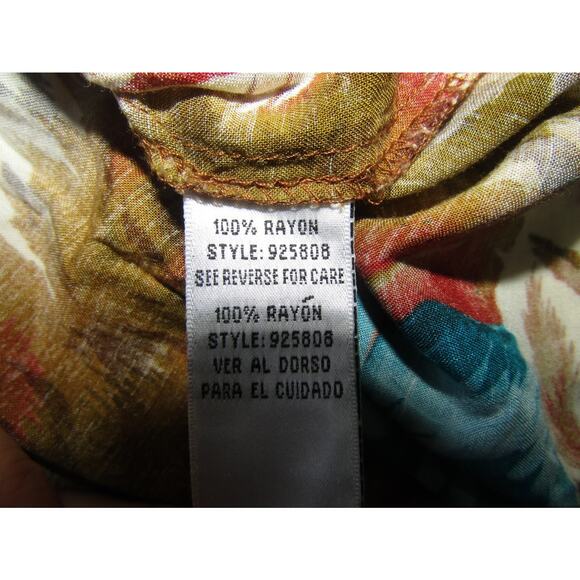 100% RAYON
STYLE: 925808
SEE REVERSE FOR CARE
100% RAYÓN
STYLE: 925808
VER AL DORSO
PARA EL CUIDADO